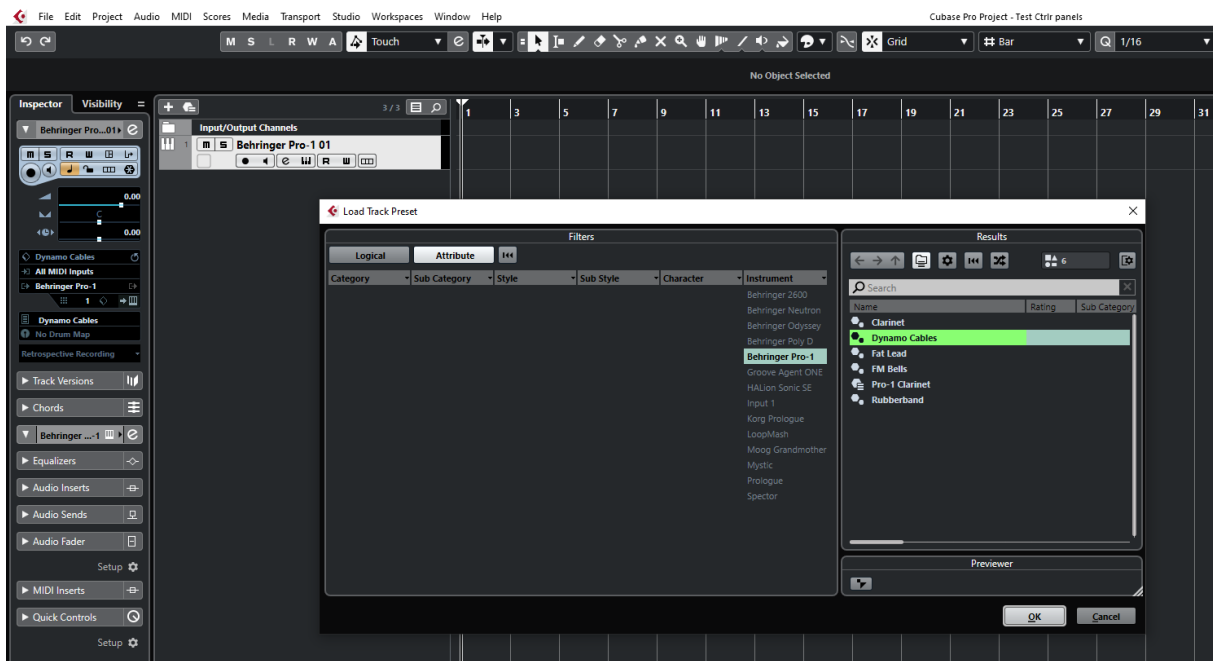 File Edit Project Audio MIDI Scores Media Transport Studio Workspaces Window Help
Cubase Pro Project - Test Ctrlr panels
M S L R W A Touch Grid Bar Q 1/16
No Object Selected
Inspector Visibility
3/3
1 3 5 7 9 11 13 15 17 19 21 23 25 27 29 31
Behringer Pro...01
Input/Output Channels
1 m S Behringer Pro-1 01
R W
m S R W
0.00
C
0.00
Dynamo Cables
All MIDI Inputs
Behringer Pro-1
1
Dynamo Cables
No Drum Map
Retrospective Recording
Track Versions
Chords
Behringer ...-1
Equalizers
Audio Inserts
Audio Sends
Audio Fader
Setup
MIDI Inserts
Quick Controls
Setup
Load Track Preset
Filters
Logical Attribute
Category Sub Category Style Sub Style Character Instrument
Behringer 2600
Behringer Neutron
Behringer Odyssey
Behringer Poly D
Behringer Pro-1
Groove Agent ONE
HALion Sonic SE
Input 1
Korg Prologue
LoopMash
Moog Grandmother
Mystic
Prologue
Spector
Results
6
Search
Name Rating Sub Category
Clarinet
Dynamo Cables
Fat Lead
FM Bells
Pro-1 Clarinet
Rubberband
Previewer
OK Cancel